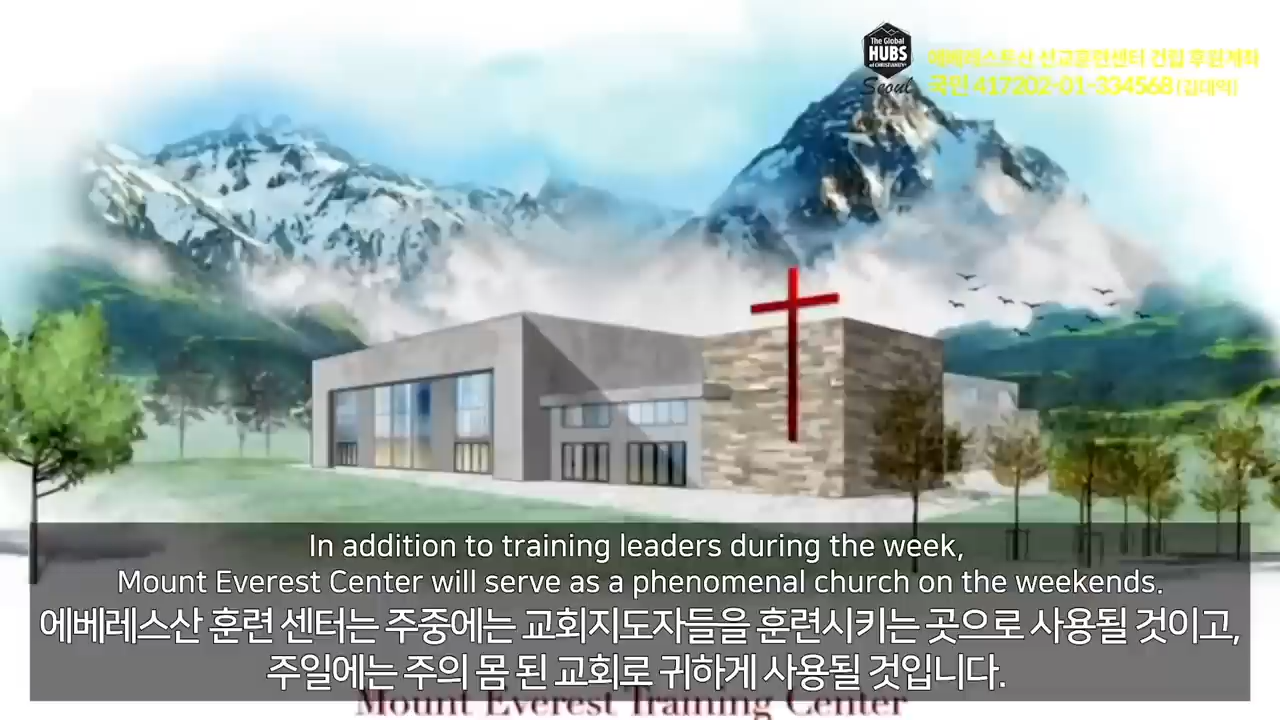 The Global
HUBS
of CHRISTIANITY
Seoul
에베레스트산 선교훈련센터 건립 후원계좌
국민 417202-01-334568 (김대덕)
In addition to training leaders during the week,
Mount Everest Center will serve as a phenomenal church on the weekends.
에베레스산 훈련 센터는 주중에는 교회지도자들을 훈련시키는 곳으로 사용될 것이고,
주일에는 주의 몸 된 교회로 귀하게 사용될 것입니다.
Mount Everest Training Center